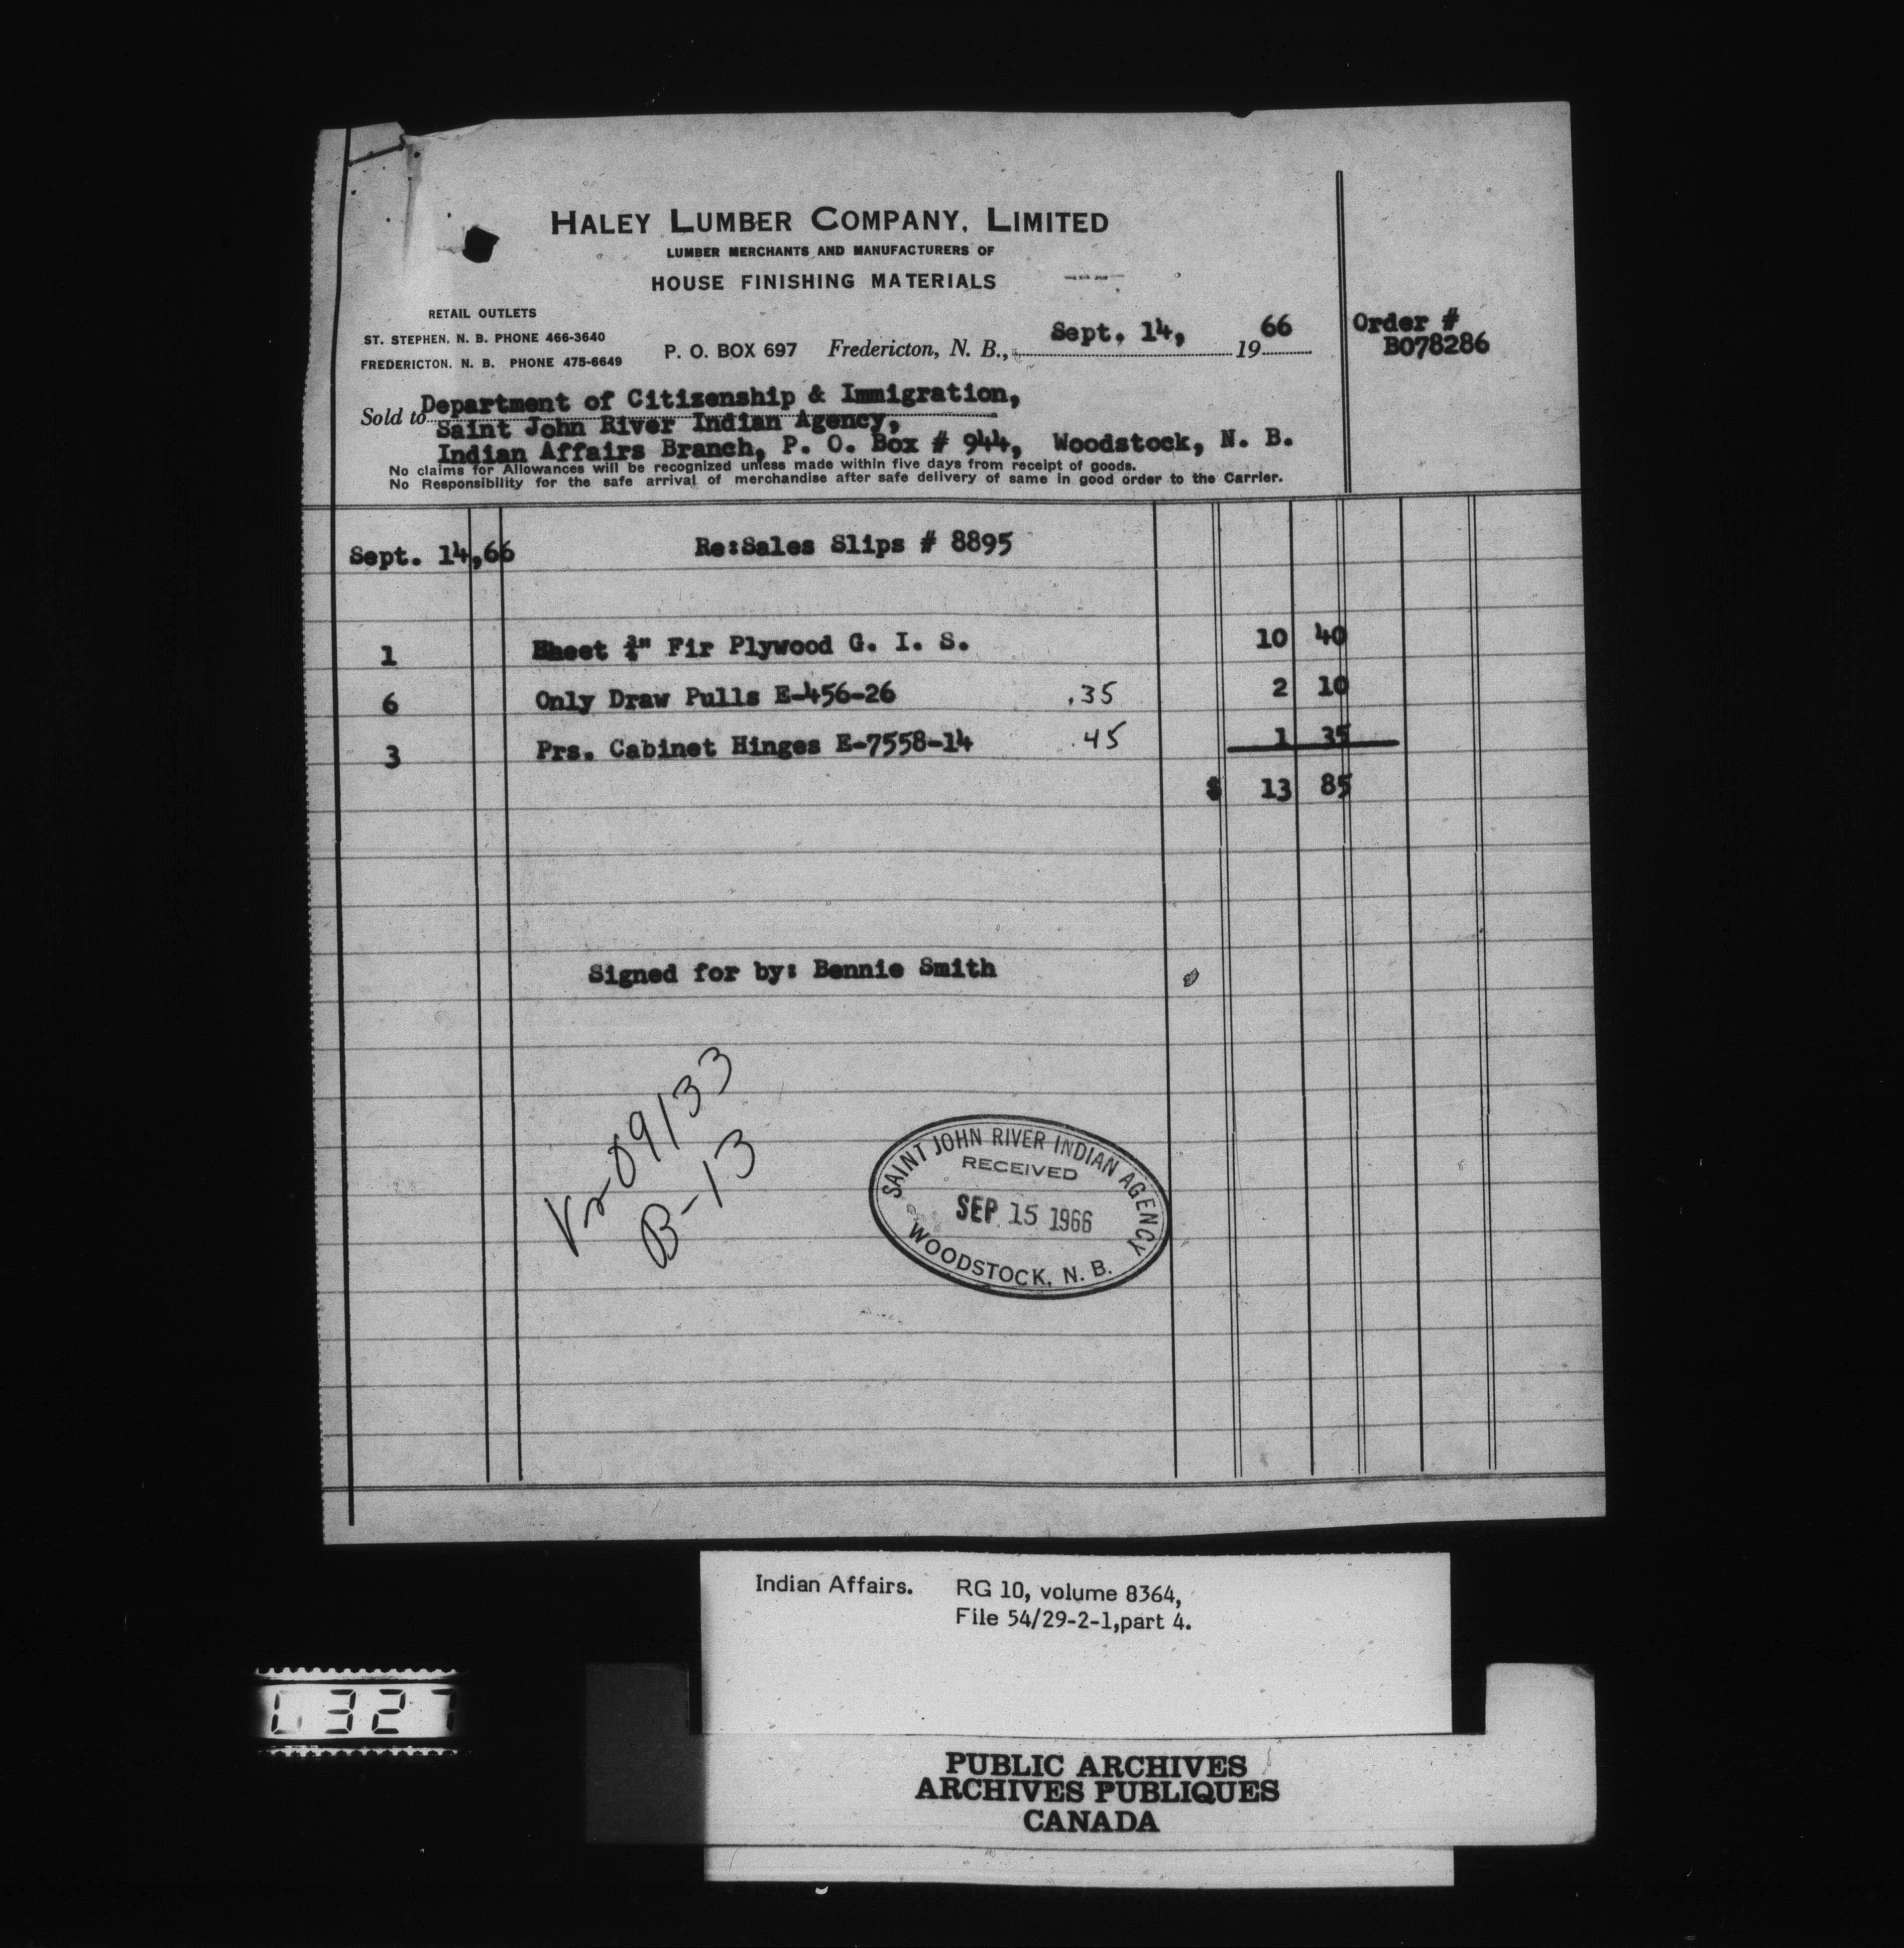 HALEY LUMBER COMPANY, LIMITED
LUMBER MERCHANTS AND MANUFACTURERS OF
HOUSE FINISHING MATERIALS
RETAIL OUTLETS
ST. STEPHEN, N. B. PHONE 466-3640
FREDERICTON, N. B. PHONE 475-6649
P. O. BOX 697 Fredericton, N. B., Sept. 14, 19 66
Order #
B078286
Sold to Department of Citizenship & Immigration,
Saint John River Indian Agency,
Indian Affairs Branch, P. O. Box # 944, Woodstock, N. B.
No claims for Allowances will be recognized unless made within five days from receipt of goods.
No Responsibility for the safe arrival of merchandise after safe delivery of same in good order to the Carrier.
Sept. 14,66 Re:Sales Slips # 8895
1 Sheet ¾" Fir Plywood G. I. S. 10 40
6 Only Draw Pulls E-456-26 .35 2 10
3 Prs. Cabinet Hinges E-7558-14 .45 1 35
$ 13 85
Signed for by: Bennie Smith
09133
B-13
SAINT JOHN RIVER INDIAN AGENCY
RECEIVED
SEP 15 1966
WOODSTOCK, N. B.
Indian Affairs. RG 10, volume 8364,
File 54/29-2-1,part 4.
327
PUBLIC ARCHIVES
ARCHIVES PUBLIQUES
CANADA